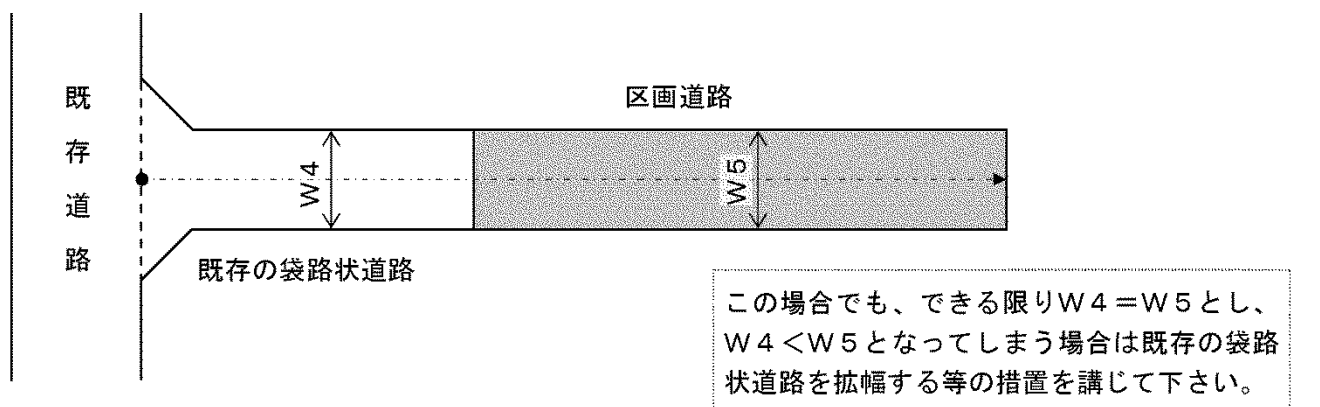 既存道路
区画道路
W4
W5
既存の袋路状道路
この場合でも、できる限りW4＝W5とし、
W4＜W5となってしまう場合は既存の袋路
状道路を拡幅する等の措置を講じて下さい。